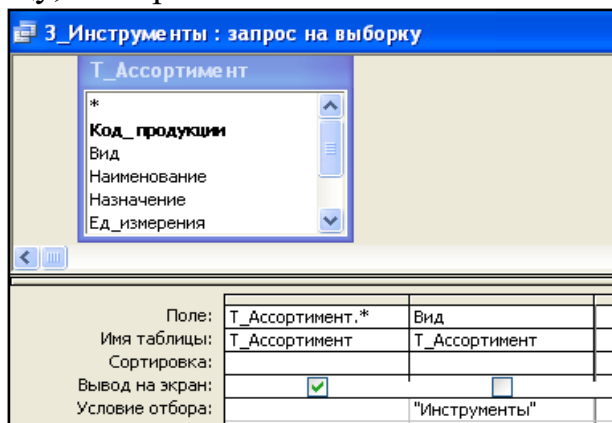 З_Инструменты : запрос на выборку
Т_Ассортимент
*
Код_продукции
Вид
Наименование
Назначение
Ед_измерения
Поле: Т_Ассортимент.* Вид
Имя таблицы: Т_Ассортимент Т_Ассортимент
Сортировка:
Вывод на экран:
Условие отбора: "Инструменты"